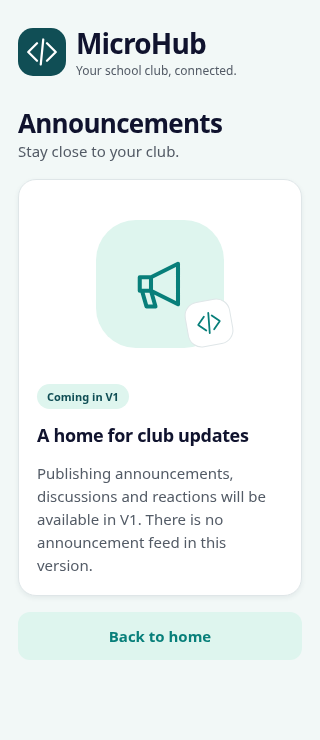 MicroHub
Your school club, connected.
Announcements
Stay close to your club.
Coming in V1
A home for club updates
Publishing announcements,
discussions and reactions will be
available in V1. There is no
announcement feed in this
version.
Back to home